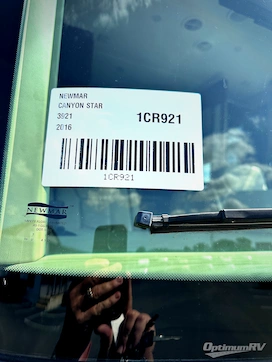 NEWMAR
CANYON STAR
3921
2016
1CR921
1CR921
NEWMAR
OptimumRV